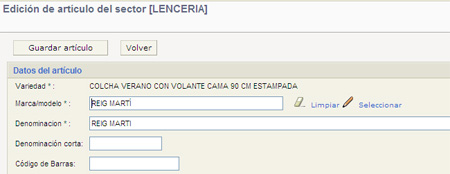 Edición de articulo del sector [LENCERIA]
Guardar artículo Volver
Datos del artículo
Variedad * : COLCHA VERANO CON VOLANTE CAMA 90 CM ESTAMPADA
Marca/modelo * : REIG MARTÍ Limpiar Seleccionar
Denominacion * : REIG MARTI
Denominación corta:
Código de Barras: